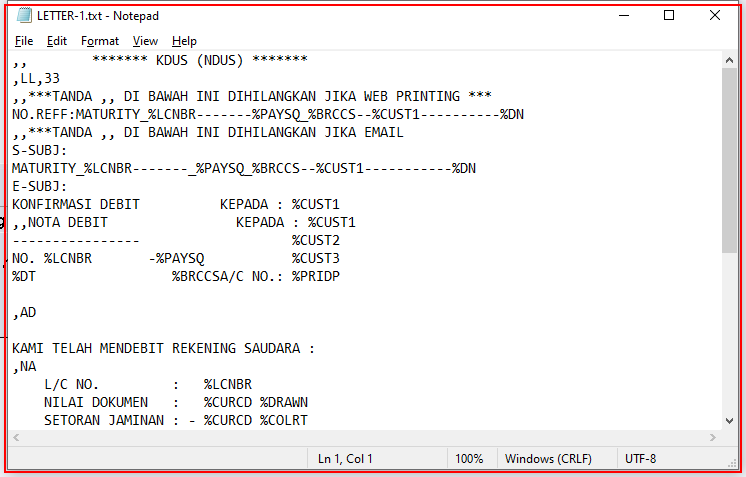 LETTER-1.txt - Notepad
File Edit Format View Help
,,        ******* KDUS (NDUS) *******
,LL,33
,,***TANDA ,, DI BAWAH INI DIHILANGKAN JIKA WEB PRINTING ***
NO.REFF:MATURITY_%LCNBR-------%PAYSQ_%BRCCS--%CUST1----------%DN
,,***TANDA ,, DI BAWAH INI DIHILANGKAN JIKA EMAIL
S-SUBJ:
MATURITY_%LCNBR-------_%PAYSQ_%BRCCS--%CUST1-----------%DN
E-SUBJ:
KONFIRMASI DEBIT          KEPADA : %CUST1
,,NOTA DEBIT                KEPADA : %CUST1
----------------                   %CUST2
NO. %LCNBR       -%PAYSQ           %CUST3
%DT                 %BRCCSA/C NO.: %PRIDP
,AD
KAMI TELAH MENDEBIT REKENING SAUDARA :
,NA
    L/C NO.         :   %LCNBR
    NILAI DOKUMEN   :   %CURCD %DRAWN
    SETORAN JAMINAN : - %CURCD %COLRT
Ln 1, Col 1 100% Windows (CRLF) UTF-8